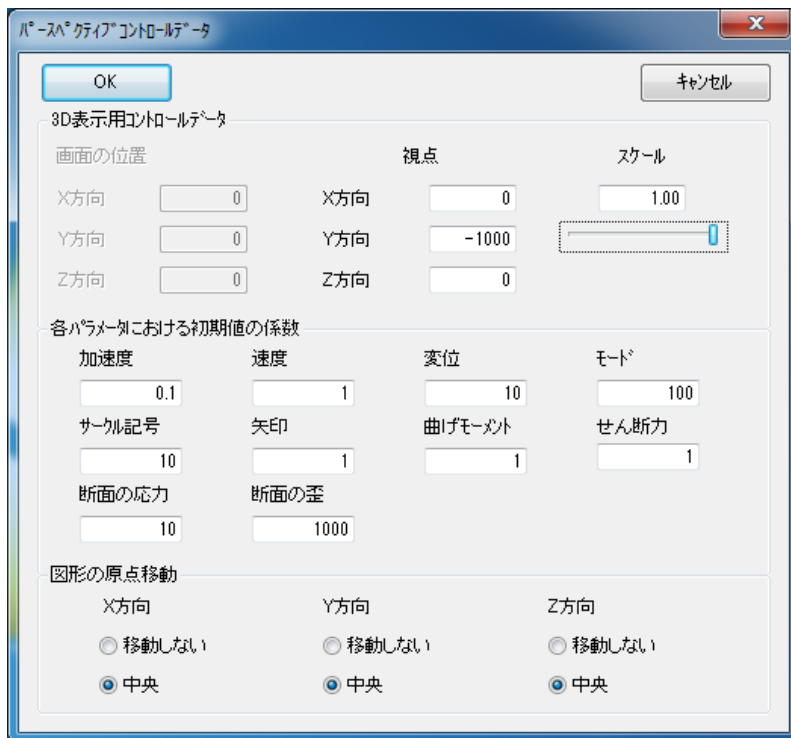 ﾊﾟｰｽﾍﾟｸﾃｨﾌﾞｺﾝﾄﾛｰﾙﾃﾞｰﾀ
OK ｷｬﾝｾﾙ
3D表示用ｺﾝﾄﾛｰﾙﾃﾞｰﾀ
画面の位置 視点 ｽｹｰﾙ
X方向 0 X方向 0 1.00
Y方向 0 Y方向 -1000
Z方向 0 Z方向 0
各ﾊﾟﾗﾒｰﾀにおける初期値の係数
加速度 速度 変位 ﾓｰﾄﾞ
0.1 1 10 100
ｻｰｸﾙ記号 矢印 曲げﾓｰﾒﾝﾄ せん断力
10 1 1 1
断面の応力 断面の歪
10 1000
図形の原点移動
X方向 Y方向 Z方向
移動しない 移動しない 移動しない
中央 中央 中央